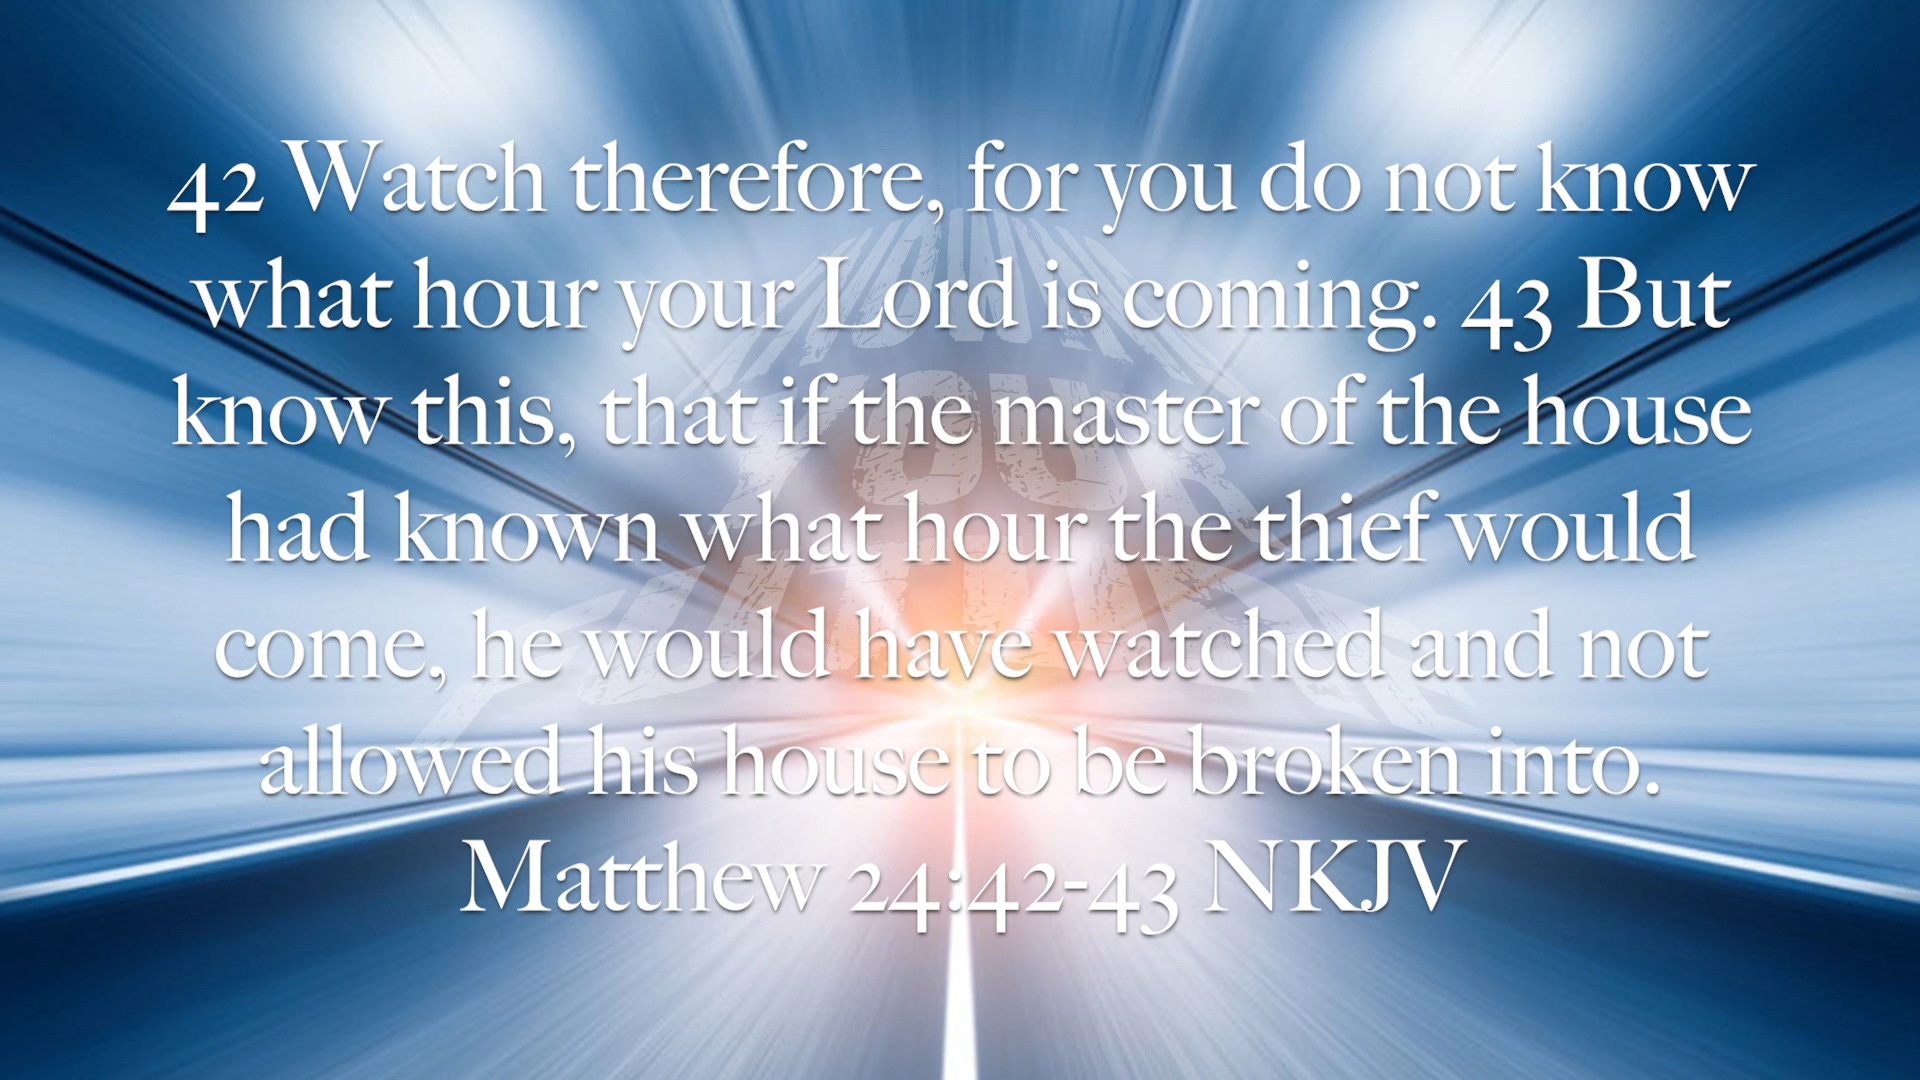 42 Watch therefore, for you do not know
what hour your Lord is coming. 43 But
know this, that if the master of the house
had known what hour the thief would
come, he would have watched and not
allowed his house to be broken into.
Matthew 24:42-43 NKJV